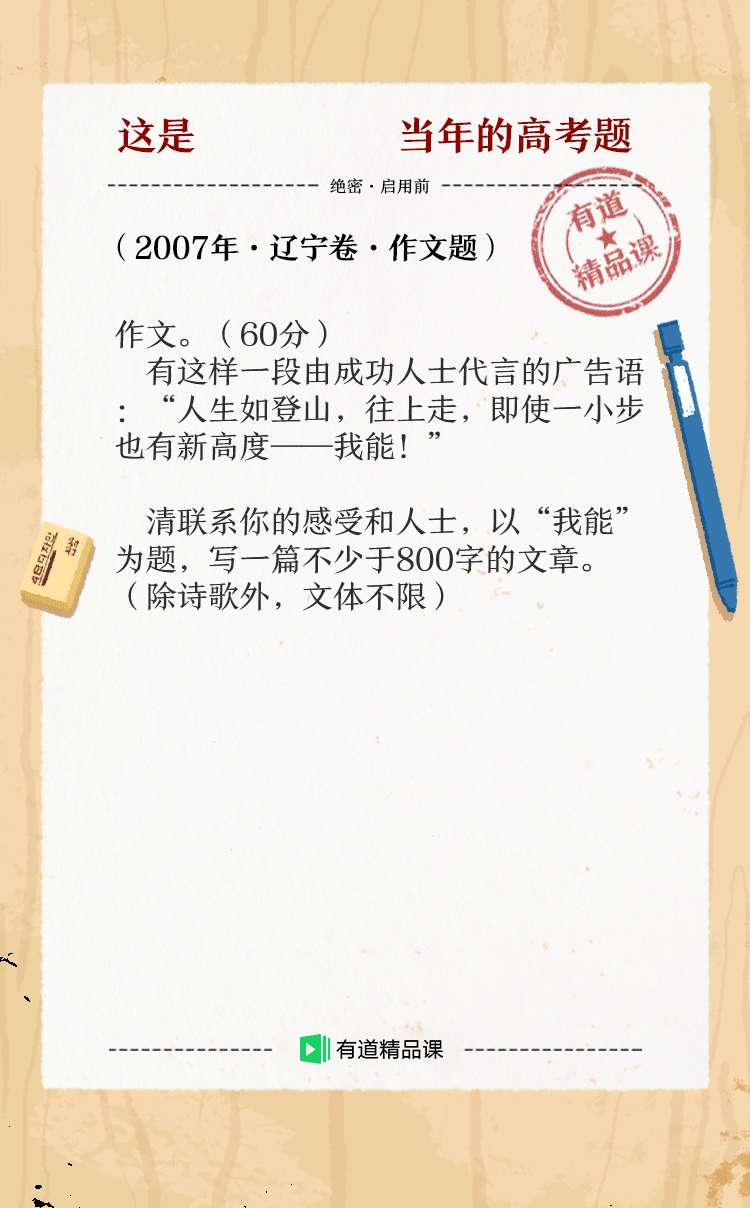 这是 当年的高考题
绝密·启用前
有道
精品课
（2007年·辽宁卷·作文题）
作文。（60分）
有这样一段由成功人士代言的广告语
：“人生如登山，往上走，即使一小步
也有新高度——我能！”
清联系你的感受和人士，以“我能”
为题，写一篇不少于800字的文章。
（除诗歌外，文体不限）
有道精品课